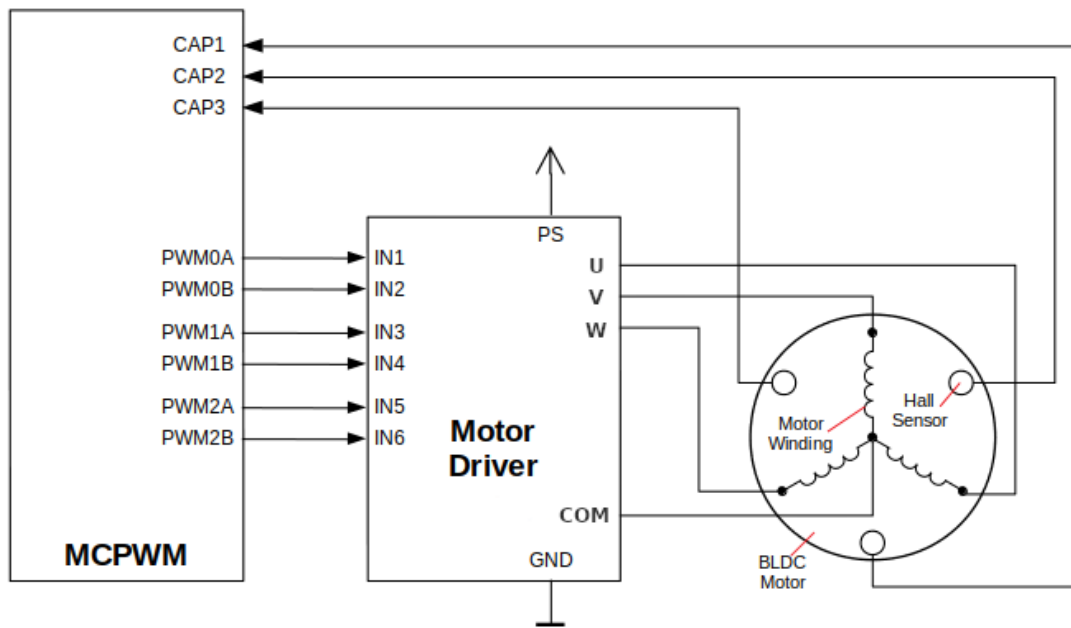 CAP1
CAP2
CAP3
PWM0A
PWM0B
PWM1A
PWM1B
PWM2A
PWM2B
MCPWM
PS
IN1
IN2
IN3
IN4
IN5
IN6
U
V
W
Motor
Driver
COM
GND
Motor
Winding
Hall
Sensor
BLDC
Motor